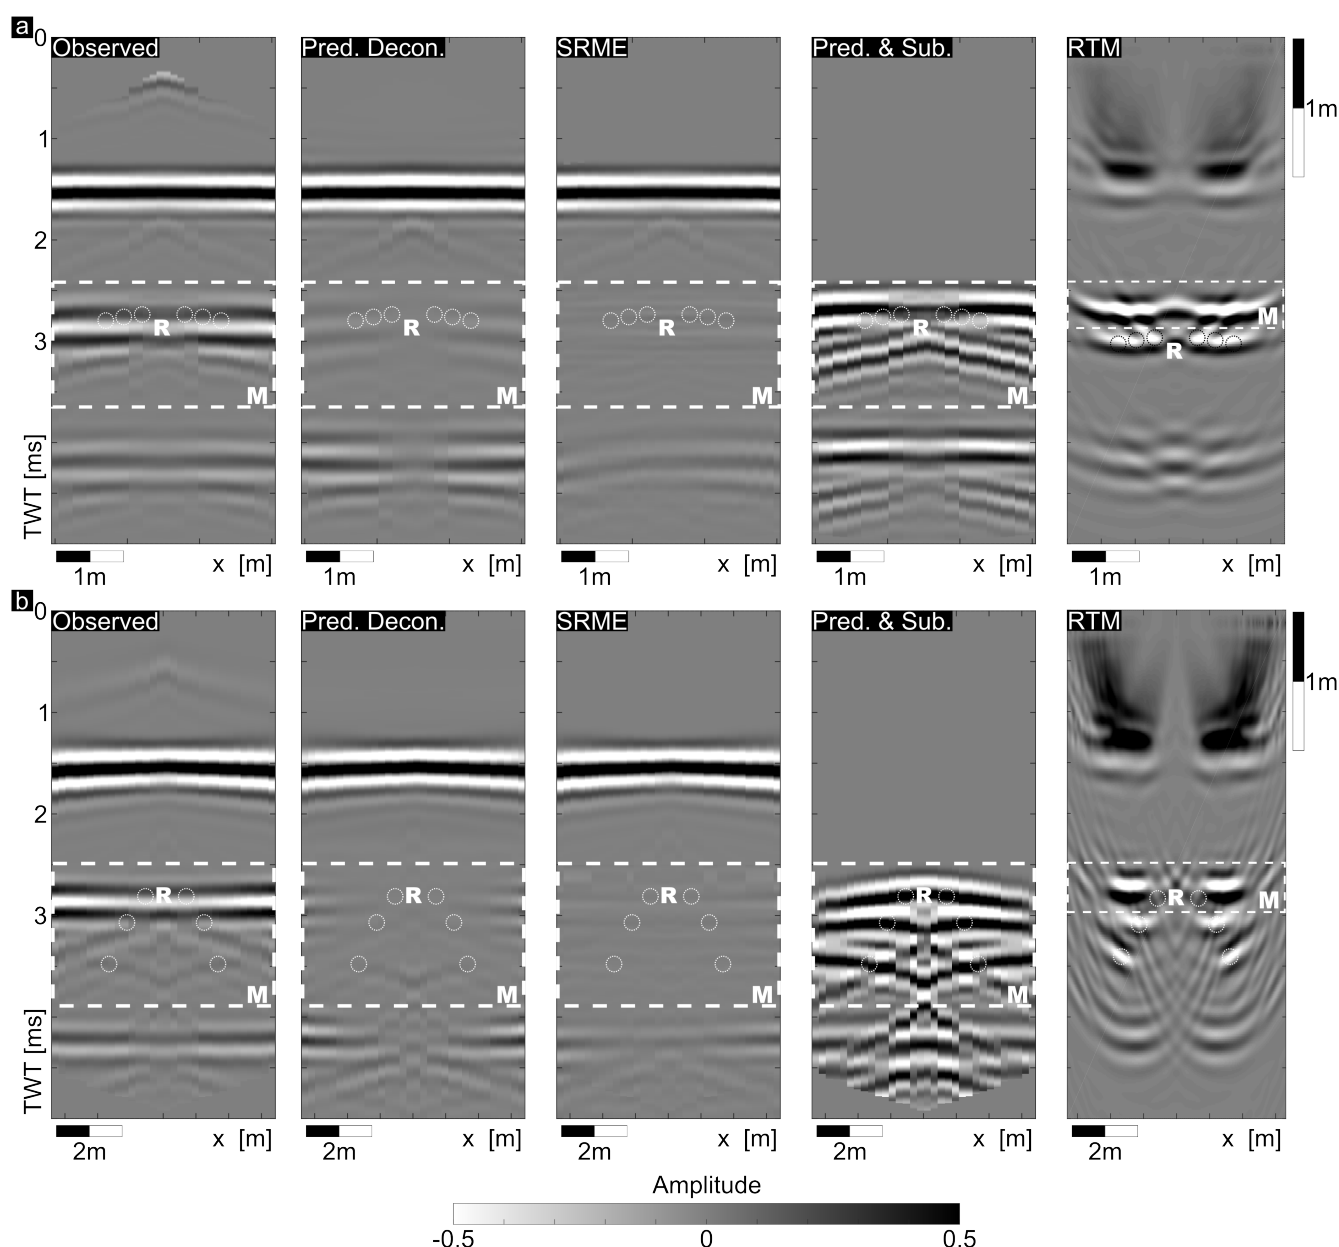 a
Observed Pred. Decon. SRME Pred. & Sub. RTM
0
1
2
3
TWT [ms]
R M
R M
R M
R M
M R
1m
1m x [m]
1m x [m]
1m x [m]
1m x [m]
1m x [m]
b
Observed Pred. Decon. SRME Pred. & Sub. RTM
0
1
2
3
TWT [ms]
R M
R M
R M
R M
R M
1m
2m x [m]
2m x [m]
2m x [m]
2m x [m]
2m x [m]
Amplitude
-0.5 0 0.5